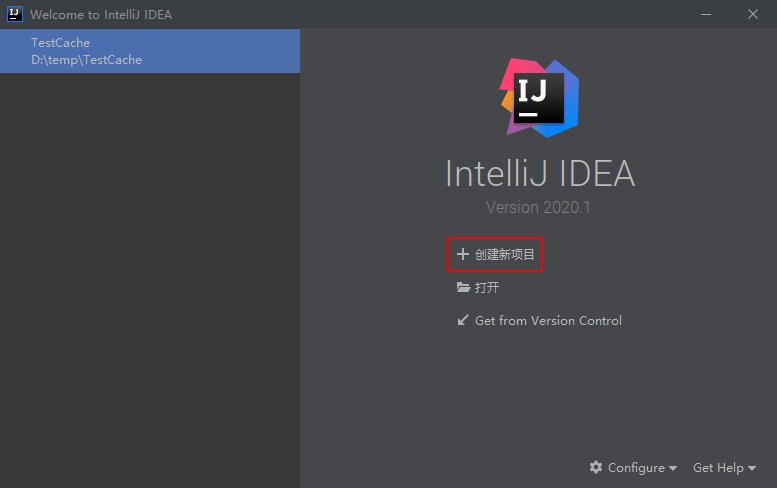 IJ
Welcome to IntelliJ IDEA
TestCache
D:\temp\TestCache
IJ
IntelliJ IDEA
Version 2020.1
创建新项目
打开
Get from Version Control
Configure
Get Help